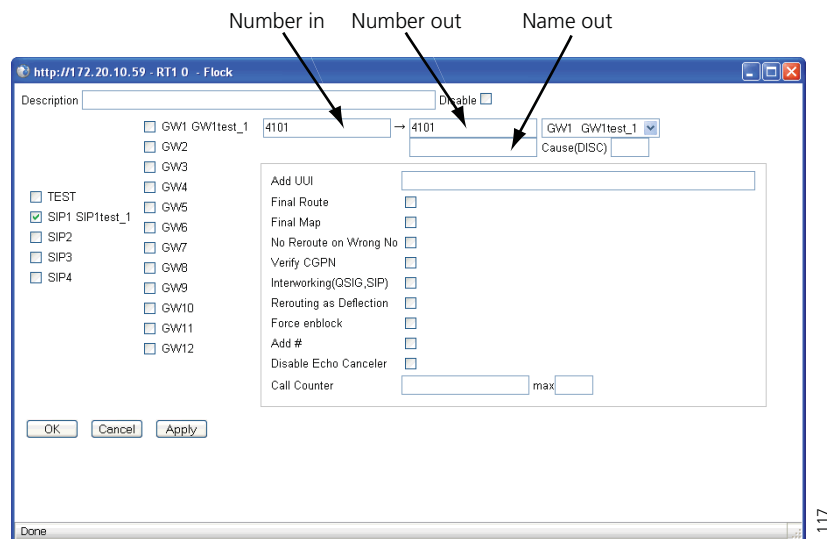 Number in Number out Name out
http://172.20.10.59 - RT1 0 - Flock
Description Disable
GW1 GW1test_1 4101 → 4101 GW1 GW1test_1
GW2 Cause(DISC)
GW3
GW4
GW5
GW6
GW7
GW8
GW9
GW10
GW11
GW12
TEST
SIP1 SIP1test_1
SIP2
SIP3
SIP4
Add UUI
Final Route
Final Map
No Reroute on Wrong No
Verify CGPN
Interworking(QSIG,SIP)
Rerouting as Deflection
Force enblock
Add #
Disable Echo Canceler
Call Counter max
OK Cancel Apply
Done
117